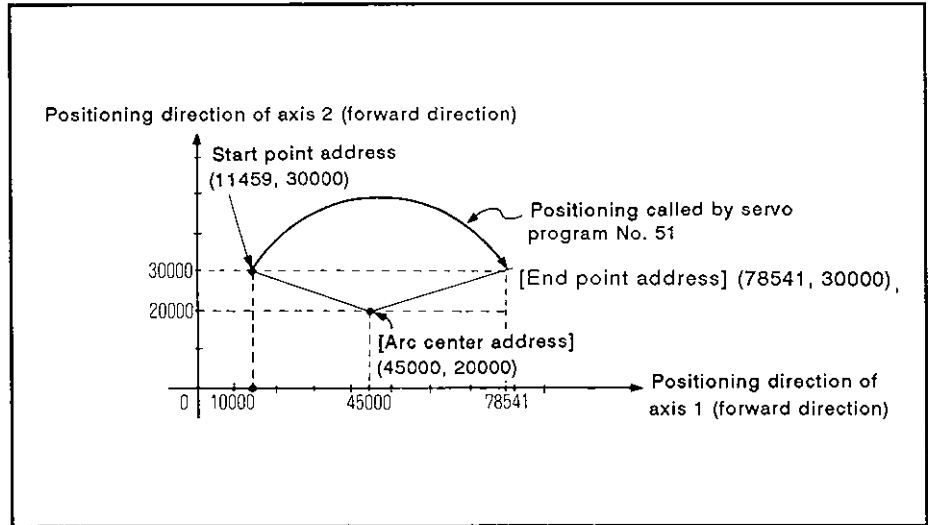 Positioning direction of axis 2 (forward direction)
Start point address
(11459, 30000)
Positioning called by servo
program No. 51
30000
[End point address] (78541, 30000),
20000
[Arc center address]
(45000, 20000)
0
10000
45000
78541
Positioning direction of
axis 1 (forward direction)